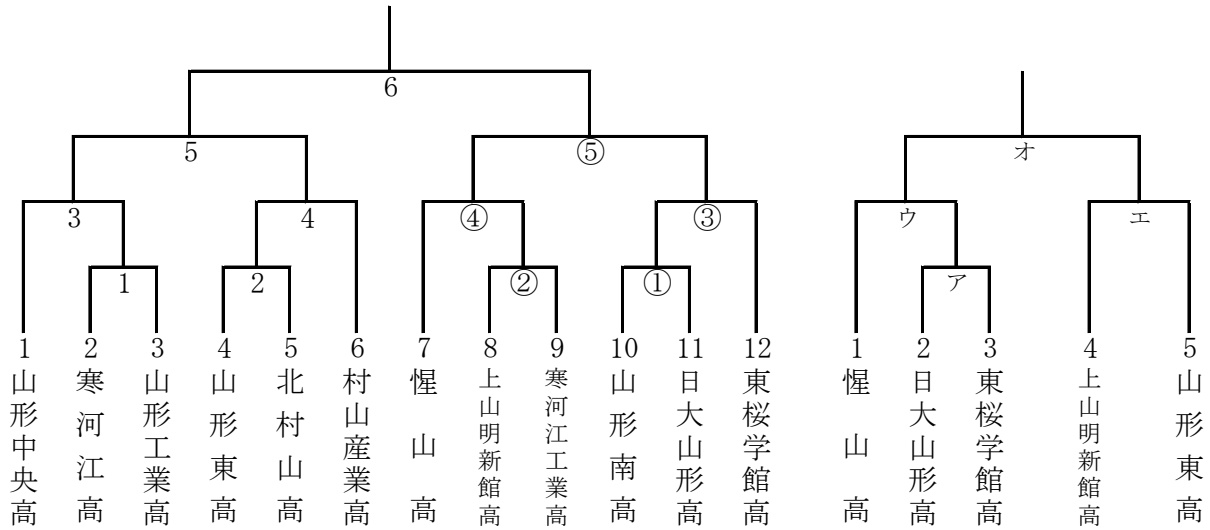 6
5
⑤
オ
3
4
④
③
ウ
エ
1
2
②
①
ア
1 2 3 4 5 6 7 8 9 10 11 12 1 2 3 4 5
山形中央高
寒河江高
山形工業高
山形東高
北村山高
村山産業高
惺山高
上山明新館高
寒河江工業高
山形南高
日大山形高
東桜学館高
惺山高
日大山形高
東桜学館高
上山明新館高
山形東高